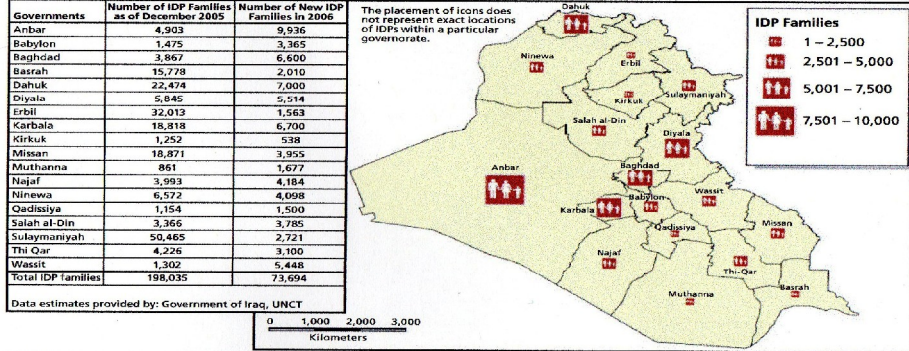 Governments Number of IDP Families as of December 2005 Number of New IDP Families in 2006
Anbar 4,903 9,936
Babylon 1,475 3,365
Baghdad 3,867 6,600
Basrah 15,778 2,010
Dahuk 22,474 7,000
Diyala 5,845 5,514
Erbil 32,013 1,563
Karbala 18,818 6,700
Kirkuk 1,252 538
Missan 18,871 3,955
Muthanna 861 1,677
Najaf 3,993 4,184
Ninewa 6,572 4,098
Qadissiya 1,154 1,500
Salah al-Din 3,366 3,785
Sulaymaniyah 50,465 2,721
Thi Qar 4,226 3,100
Wassit 1,302 5,448
Total IDP families 198,035 73,694
Data estimates provided by: Government of Iraq, UNCT
The placement of icons does
not represent exact locations
of IDPs within a particular
governorate.
Dahuk
Ninewa
Erbil
Kirkuk
Sulaymaniyah
Salah al-Din
Diyala
Anbar
Baghdad
Karbala
Babylon
Wassit
Qadissiya
Missan
Najaf
Thi-Qar
Muthanna
Basrah
IDP Families
1 – 2,500
2,501 – 5,000
5,001 – 7,500
7,501 – 10,000
0 1,000 2,000 3,000
Kilometers